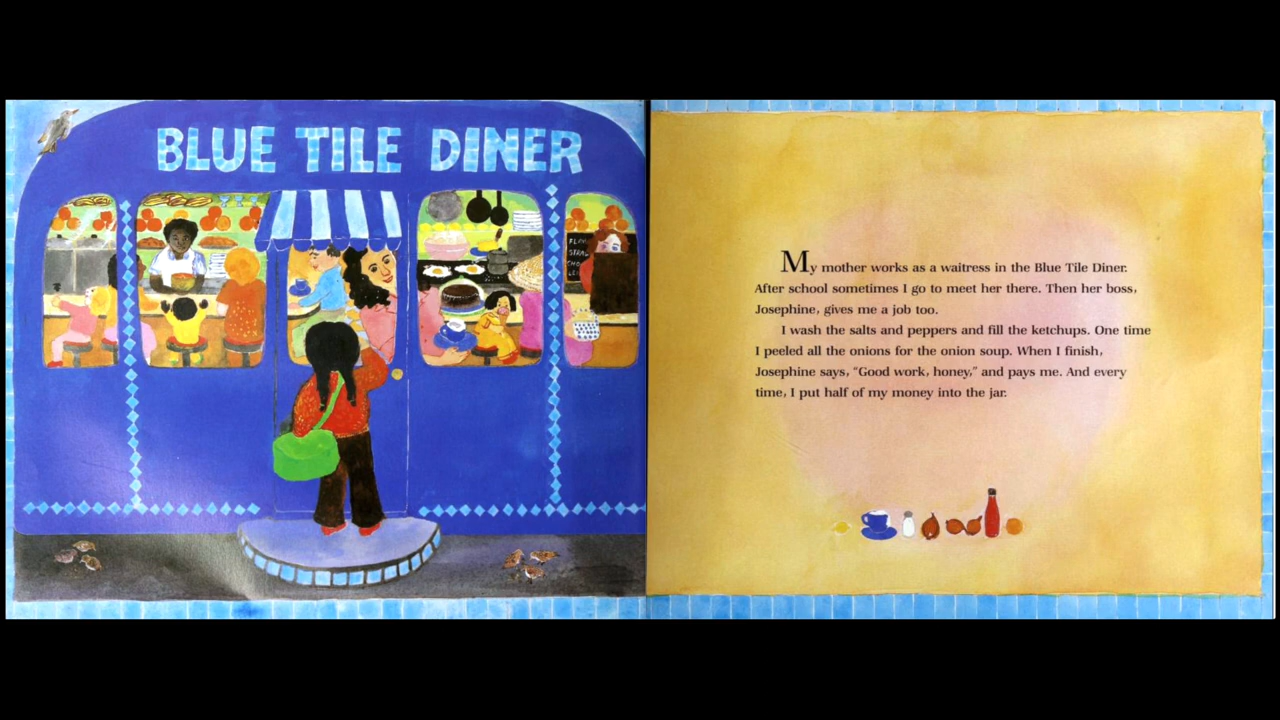 BLUE TILE DINER
My mother works as a waitress in the Blue Tile Diner.
After school sometimes I go to meet her there. Then her boss,
Josephine, gives me a job too.
I wash the salts and peppers and fill the ketchups. One time
I peeled all the onions for the onion soup. When I finish,
Josephine says, “Good work, honey,” and pays me. And every
time, I put half of my money into the jar.